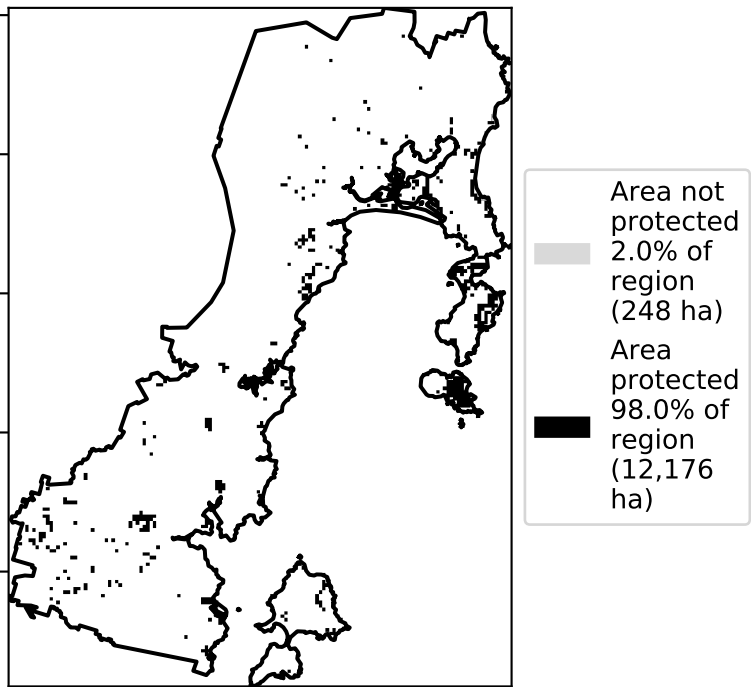 Area not
protected
2.0% of
region
(248 ha)
Area
protected
98.0% of
region
(12,176
ha)